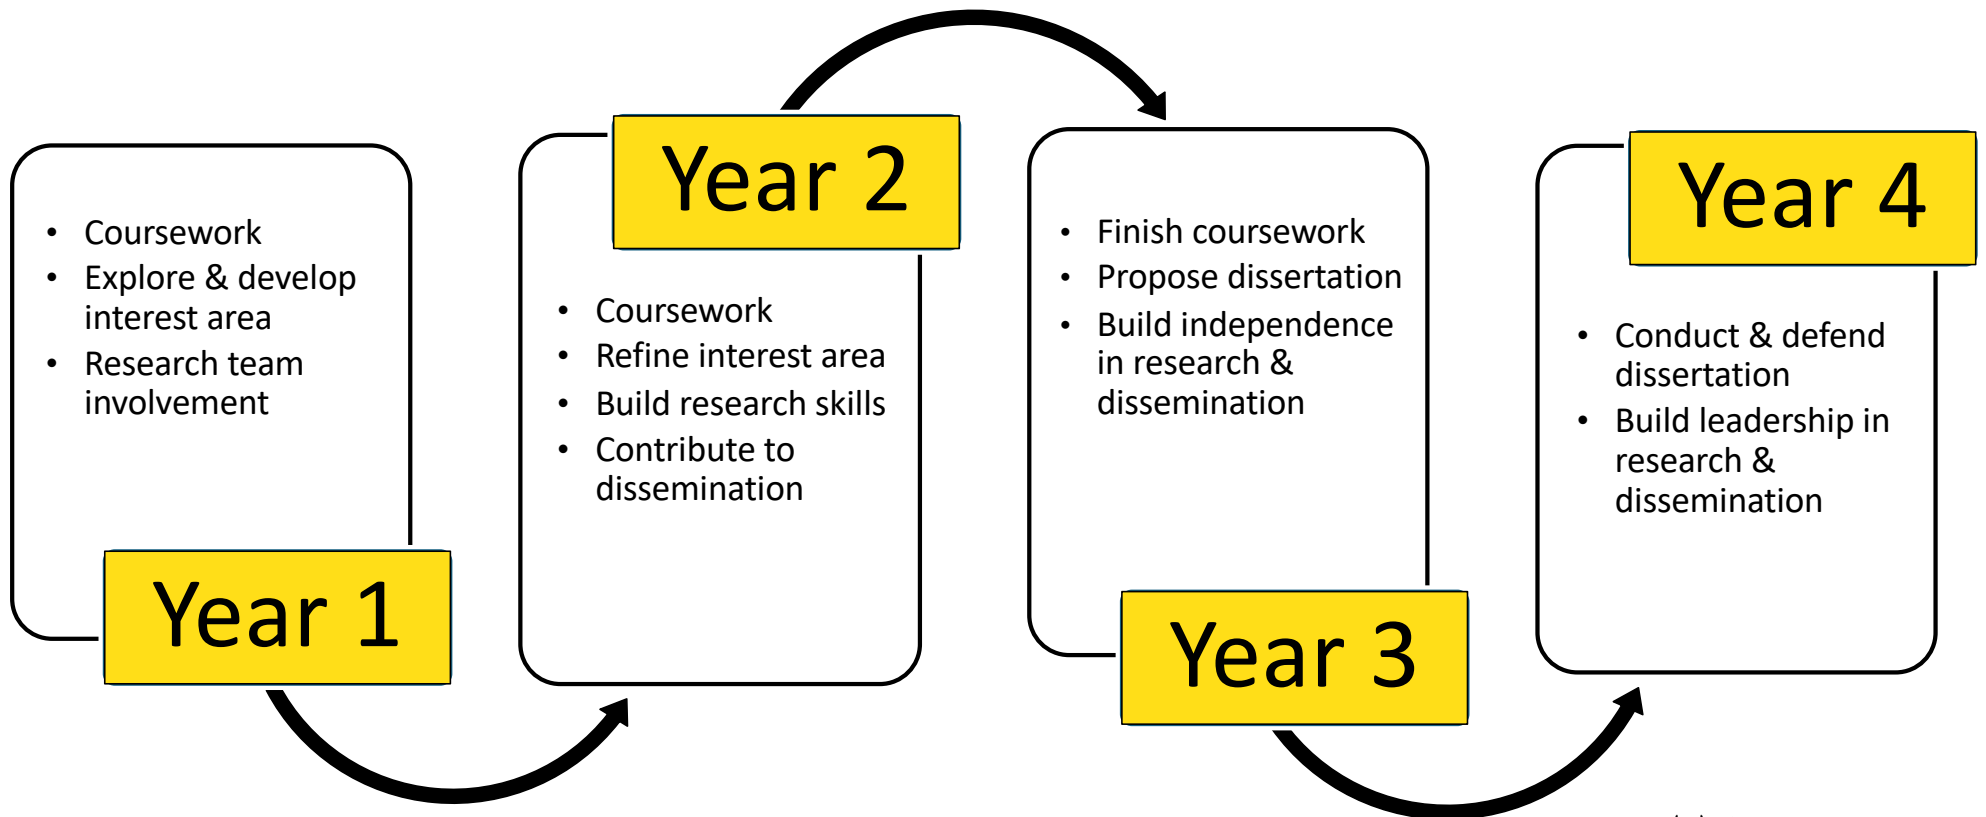 • Coursework
• Explore & develop
interest area
• Research team
involvement
Year 1
Year 2
• Coursework
• Refine interest area
• Build research skills
• Contribute to
dissemination
• Finish coursework
• Propose dissertation
• Build independence
in research &
dissemination
Year 3
Year 4
• Conduct & defend
dissertation
• Build leadership in
research &
dissemination